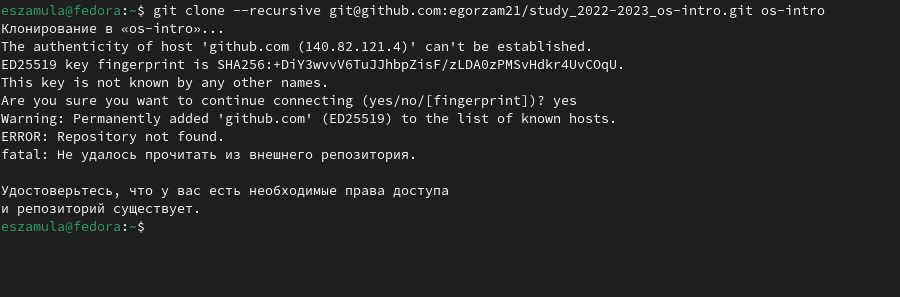 eszamula@fedora:~$ git clone --recursive git@github.com:egorzam21/study_2022-2023_os-intro.git os-intro
Клонирование в «os-intro»...
The authenticity of host 'github.com (140.82.121.4)' can't be established.
ED25519 key fingerprint is SHA256:+DiY3wvvV6TuJJhbpZisF/zLDA0zPMSvHdkr4UvCOqU.
This key is not known by any other names.
Are you sure you want to continue connecting (yes/no/[fingerprint])? yes
Warning: Permanently added 'github.com' (ED25519) to the list of known hosts.
ERROR: Repository not found.
fatal: Не удалось прочитать из внешнего репозитория.
Удостоверьтесь, что у вас есть необходимые права доступа
и репозиторий существует.
eszamula@fedora:~$